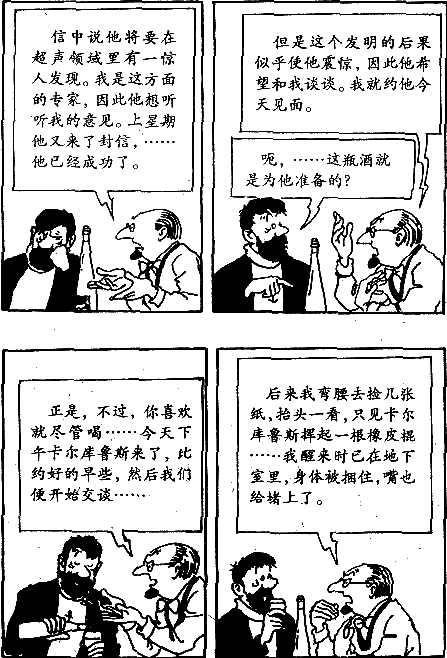 信中说他将要在
超声领域里有一惊
人发现。我是这方面
的专家，因此他想听
听我的意见。上星期
他又来了封信，……
他已经成功了。
但是这个发明的后果
似乎使他震惊，因此他希
望和我谈谈。我就约他今
天见面。
呃，……这瓶酒就
是为他准备的？
正是，不过，你喜欢
就尽管喝……今天下
午卡尔库鲁斯来了，比
约好的早些，然后我们
便开始交谈……
后来我弯腰去捡几张
纸，抬头一看，只见卡尔
库鲁斯挥起一根橡皮棍
……我醒来时已在地下
室里，身体被捆住，嘴也
给堵上了。